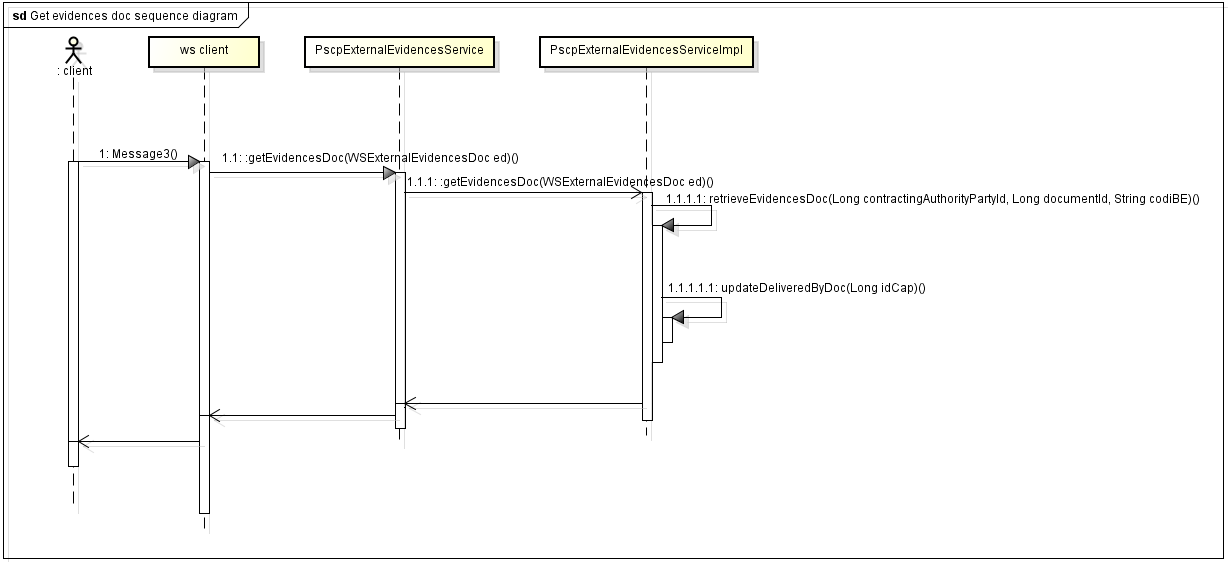 sd Get evidences doc sequence diagram
: client
ws client
PscpExternalEvidencesService
PscpExternalEvidencesServiceImpl
1: Message3()
1.1: :getEvidencesDoc(WSExternalEvidencesDoc ed)()
1.1.1: :getEvidencesDoc(WSExternalEvidencesDoc ed)()
1.1.1.1: retrieveEvidencesDoc(Long contractingAuthorityPartyId, Long documentId, String codiBE)()
1.1.1.1.1: updateDeliveredByDoc(Long idCap)()